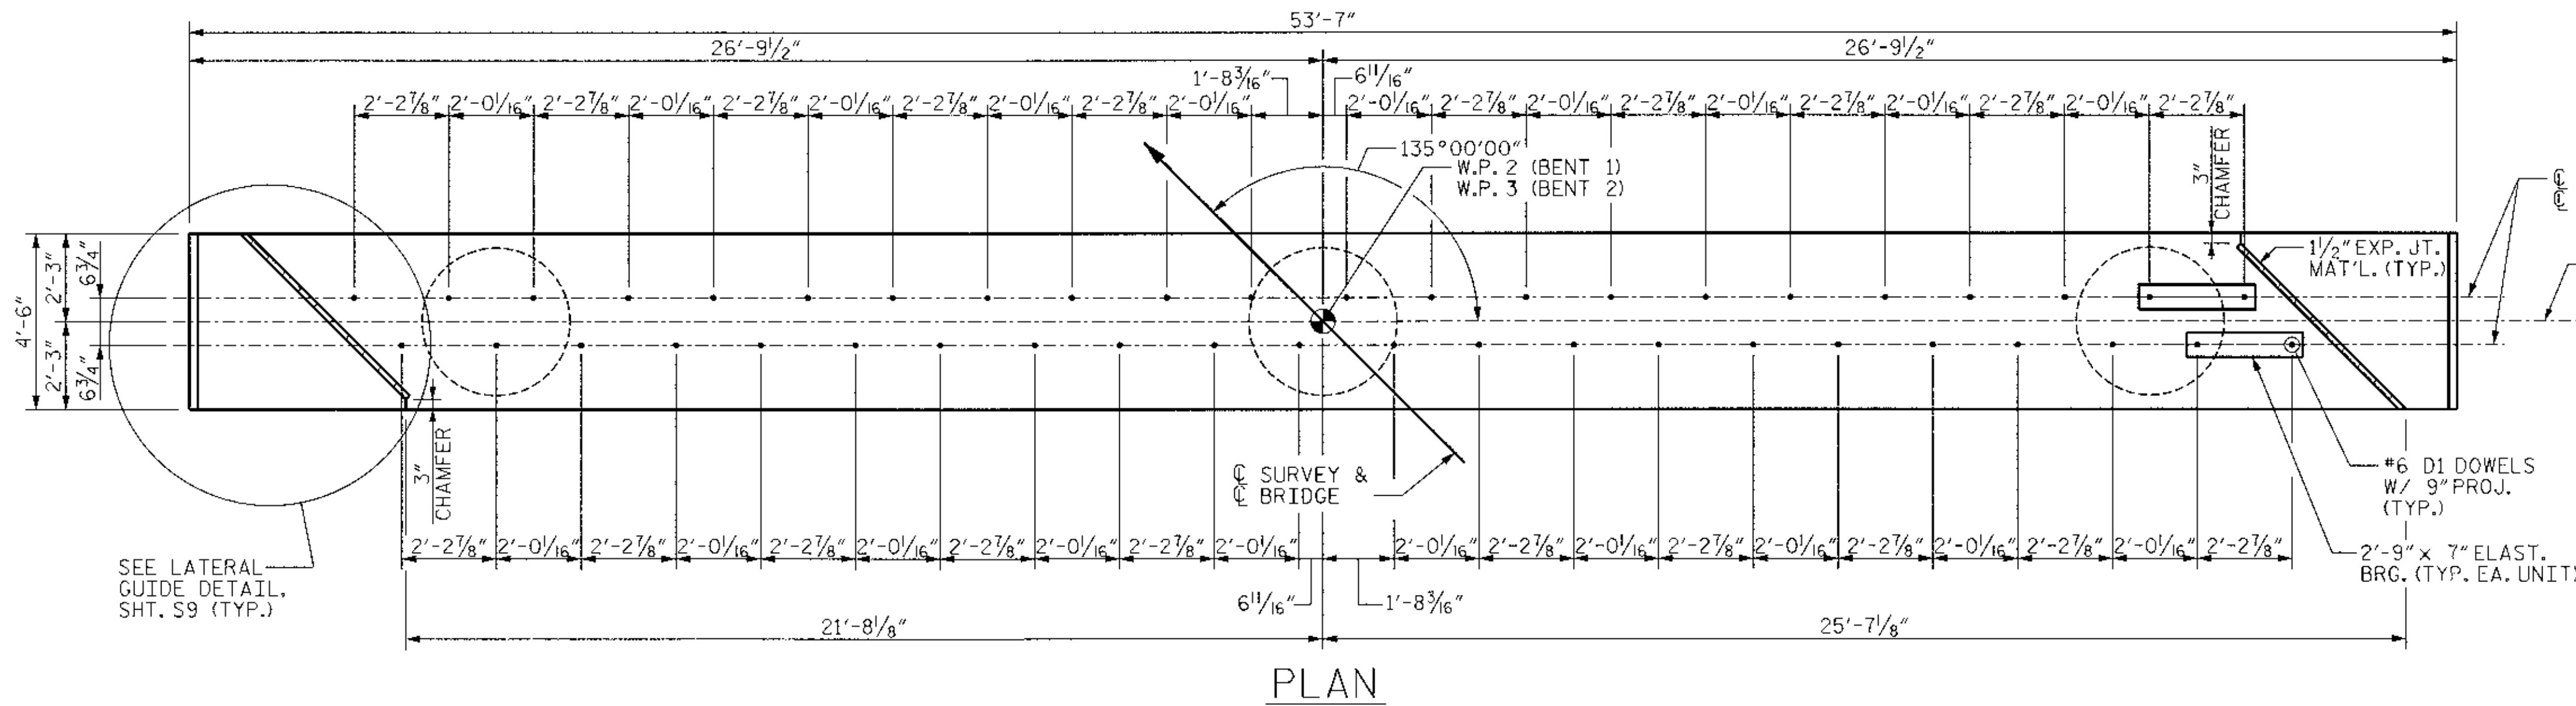 53'-7"
26'-9½" 26'-9½"
1'-8³⁄₁₆" 6¹¹⁄₁₆"
2'-2⅞" 2'-0¹⁄₁₆" 2'-2⅞" 2'-0¹⁄₁₆" 2'-2⅞" 2'-0¹⁄₁₆" 2'-2⅞" 2'-0¹⁄₁₆" 2'-2⅞" 2'-0¹⁄₁₆" 2'-0¹⁄₁₆" 2'-2⅞" 2'-0¹⁄₁₆" 2'-2⅞" 2'-0¹⁄₁₆" 2'-2⅞" 2'-0¹⁄₁₆" 2'-2⅞" 2'-0¹⁄₁₆" 2'-2⅞"
135°00'00"
W.P. 2 (BENT 1)
W.P. 3 (BENT 2)
3"
CHAMFER
℄
℄
1½" EXP. JT.
MAT'L. (TYP.)
4'-6"
2'-3"
2'-3"
6¾"
6¾"
3"
CHAMFER
℄ SURVEY &
℄ BRIDGE
#6 D1 DOWELS
W/ 9" PROJ.
(TYP.)
2'-9" x 7" ELAST.
BRG. (TYP. EA. UNIT)
SEE LATERAL
GUIDE DETAIL,
SHT. S9 (TYP.)
2'-2⅞" 2'-0¹⁄₁₆" 2'-2⅞" 2'-0¹⁄₁₆" 2'-2⅞" 2'-0¹⁄₁₆" 2'-2⅞" 2'-0¹⁄₁₆" 2'-2⅞" 2'-0¹⁄₁₆" 2'-0¹⁄₁₆" 2'-2⅞" 2'-0¹⁄₁₆" 2'-2⅞" 2'-0¹⁄₁₆" 2'-2⅞" 2'-0¹⁄₁₆" 2'-2⅞" 2'-0¹⁄₁₆" 2'-2⅞"
6¹¹⁄₁₆" 1'-8³⁄₁₆"
21'-8⅛" 25'-7⅞"
PLAN